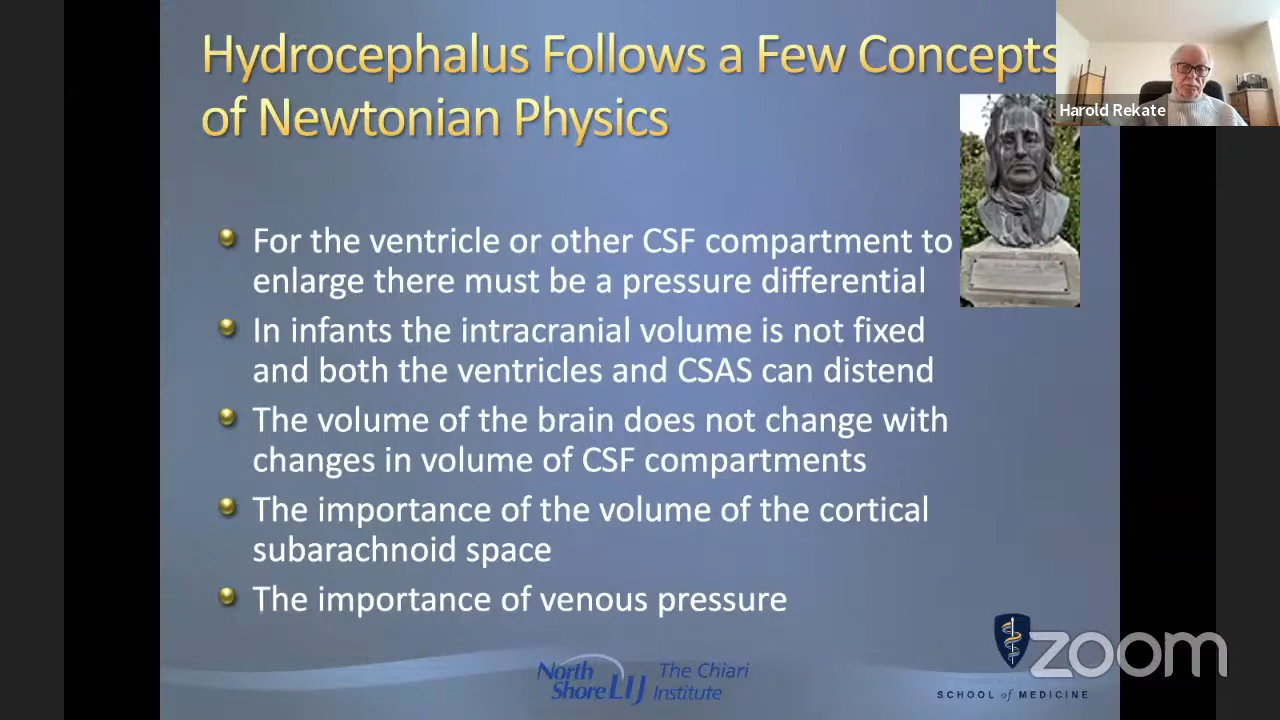 Hydrocephalus Follows a Few Concepts
of Newtonian Physics
Harold Rekate
For the ventricle or other CSF compartment to
enlarge there must be a pressure differential
In infants the intracranial volume is not fixed
and both the ventricles and CSAS can distend
The volume of the brain does not change with
changes in volume of CSF compartments
The importance of the volume of the cortical
subarachnoid space
The importance of venous pressure
North
Shore LIJ
The Chiari
Institute
zoom
SCHOOL of MEDICINE